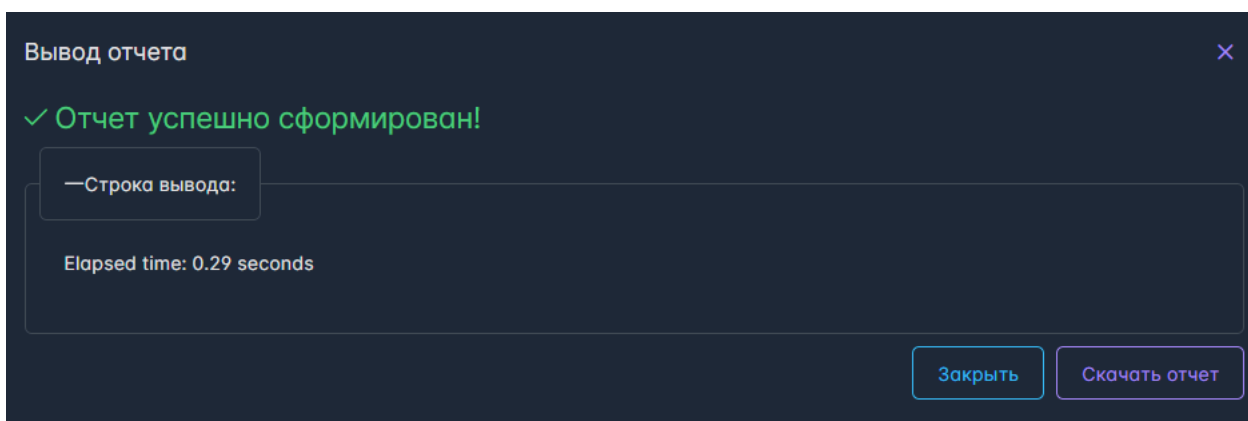 Вывод отчета
Отчет успешно сформирован!
—Строка вывода:
Elapsed time: 0.29 seconds
Закрыть
Скачать отчет